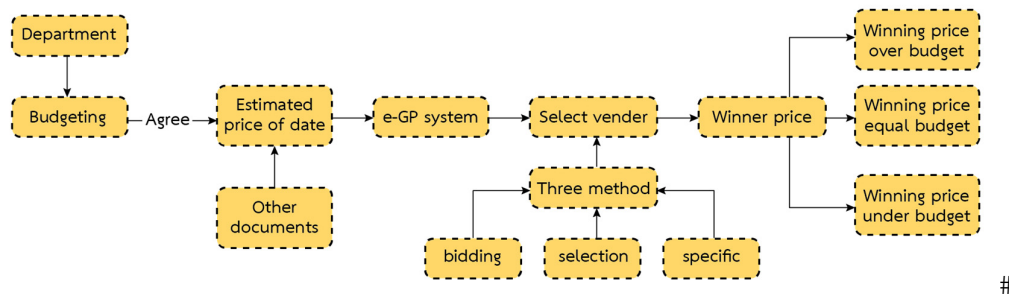 Department
Budgeting
Agree
Estimated
price of date
Other
documents
e-GP system
Select vender
Three method
bidding
selection
specific
Winner price
Winning price
over budget
Winning price
equal budget
Winning price
under budget
#